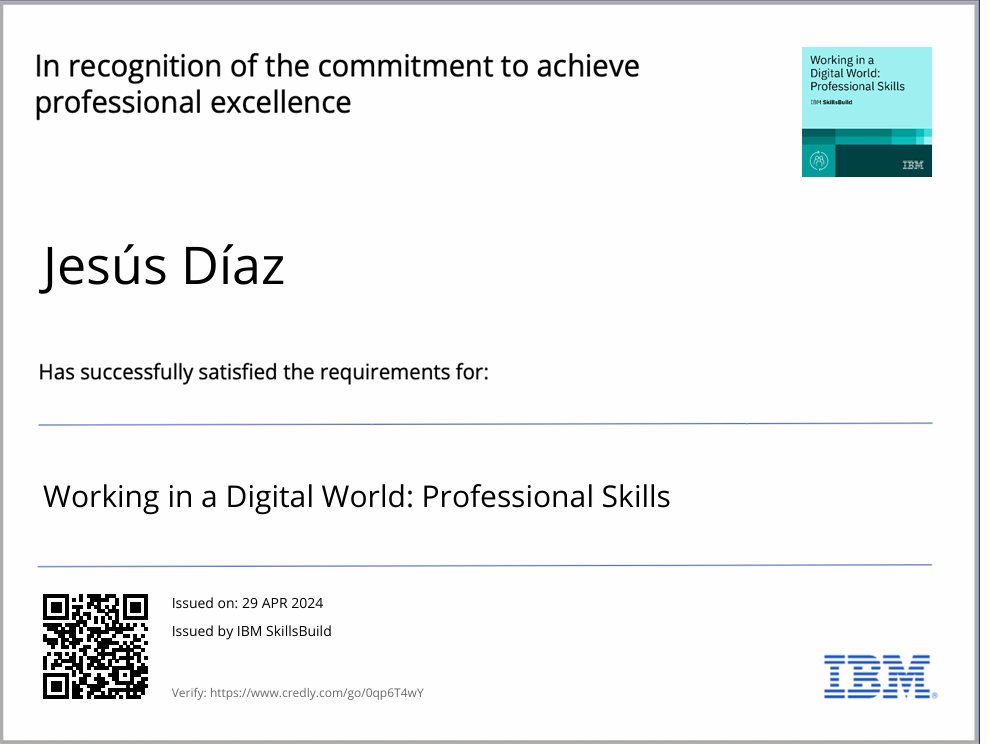 In recognition of the commitment to achieve
professional excellence
Working in a
Digital World:
Professional Skills
IBM SkillsBuild
IBM
Jesús Díaz
Has successfully satisfied the requirements for:
Working in a Digital World: Professional Skills
Issued on: 29 APR 2024
Issued by IBM SkillsBuild
Verify: https://www.credly.com/go/0qp6T4wY
IBM®